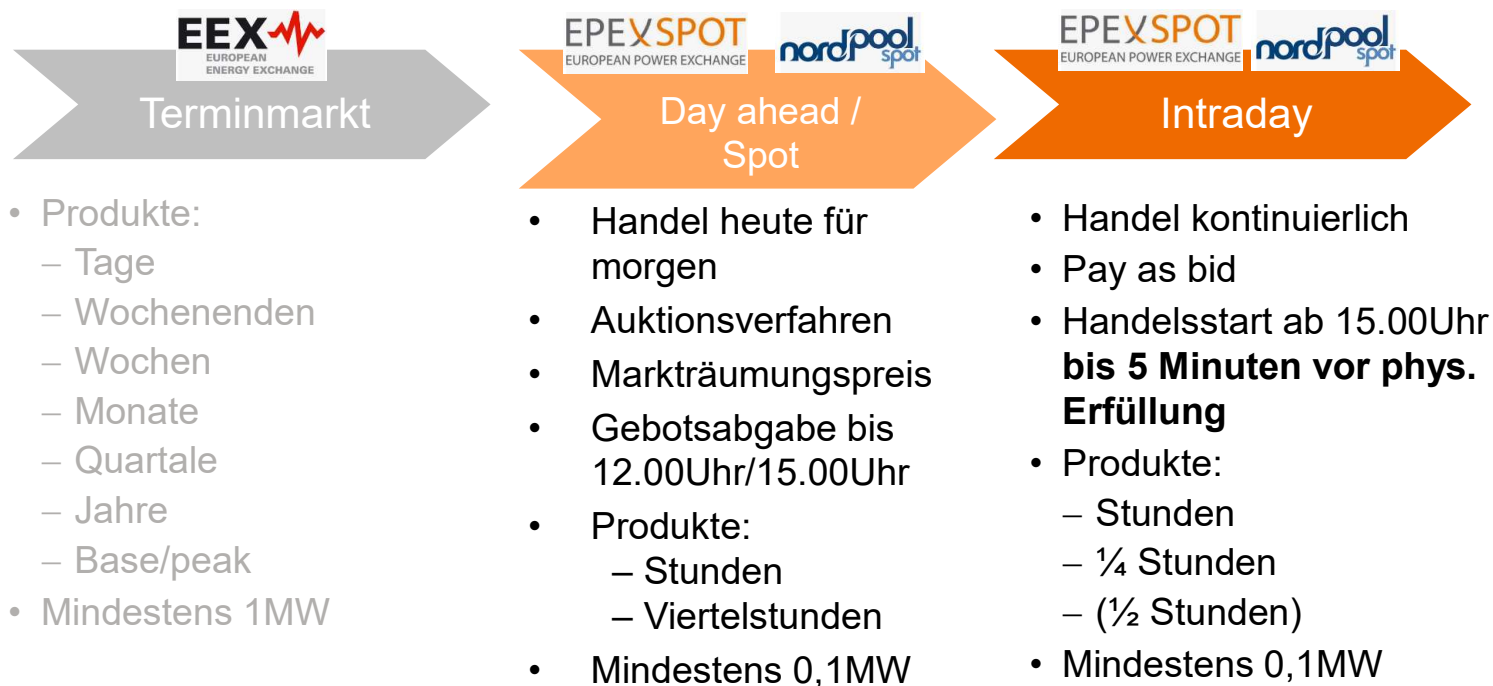 EEX
EUROPEAN
ENERGY EXCHANGE
Terminmarkt
• Produkte:
– Tage
– Wochenenden
– Wochen
– Monate
– Quartale
– Jahre
– Base/peak
• Mindestens 1MW
EPEXSPOT
EUROPEAN POWER EXCHANGE
nordpool
spot
Day ahead /
Spot
• Handel heute für
morgen
• Auktionsverfahren
• Markträumungspreis
• Gebotsabgabe bis
12.00Uhr/15.00Uhr
• Produkte:
– Stunden
– Viertelstunden
• Mindestens 0,1MW
EPEXSPOT
EUROPEAN POWER EXCHANGE
nordpool
spot
Intraday
• Handel kontinuierlich
• Pay as bid
• Handelsstart ab 15.00Uhr
bis 5 Minuten vor phys.
Erfüllung
• Produkte:
– Stunden
– ¼ Stunden
– (½ Stunden)
• Mindestens 0,1MW